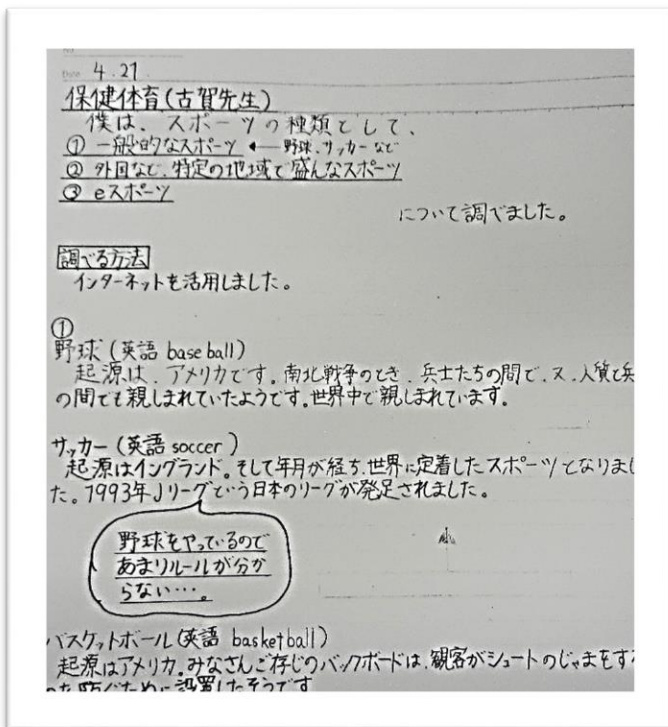 No.
Date 4.27.
保健体育(古賀先生)
僕は、スポーツの種類として、
① 一般的なスポーツ ← 野球、サッカーなど
② 外国など、特定の地域で盛んなスポーツ
③ eスポーツ
について調べました。
調べる方法
インターネットを活用しました。
①
野球(英語 baseball)
起源は、アメリカです。南北戦争のとき、兵士たちの間で、又、人質と兵
の間でも親しまれていたようです。世界中で親しまれています。
サッカー(英語 soccer)
起源はイングランド。そして年月が経ち、世界に定着したスポーツとなりまし
た。1993年Jリーグという日本のリーグが発足されました。
野球をやっているので
あまりルールが分か
らない…。
バスケットボール(英語 basketball)
起源はアメリカ。みなさんご存じのバックボードは、観客がシュートのじゃまをす
防ぐために設置したそうです